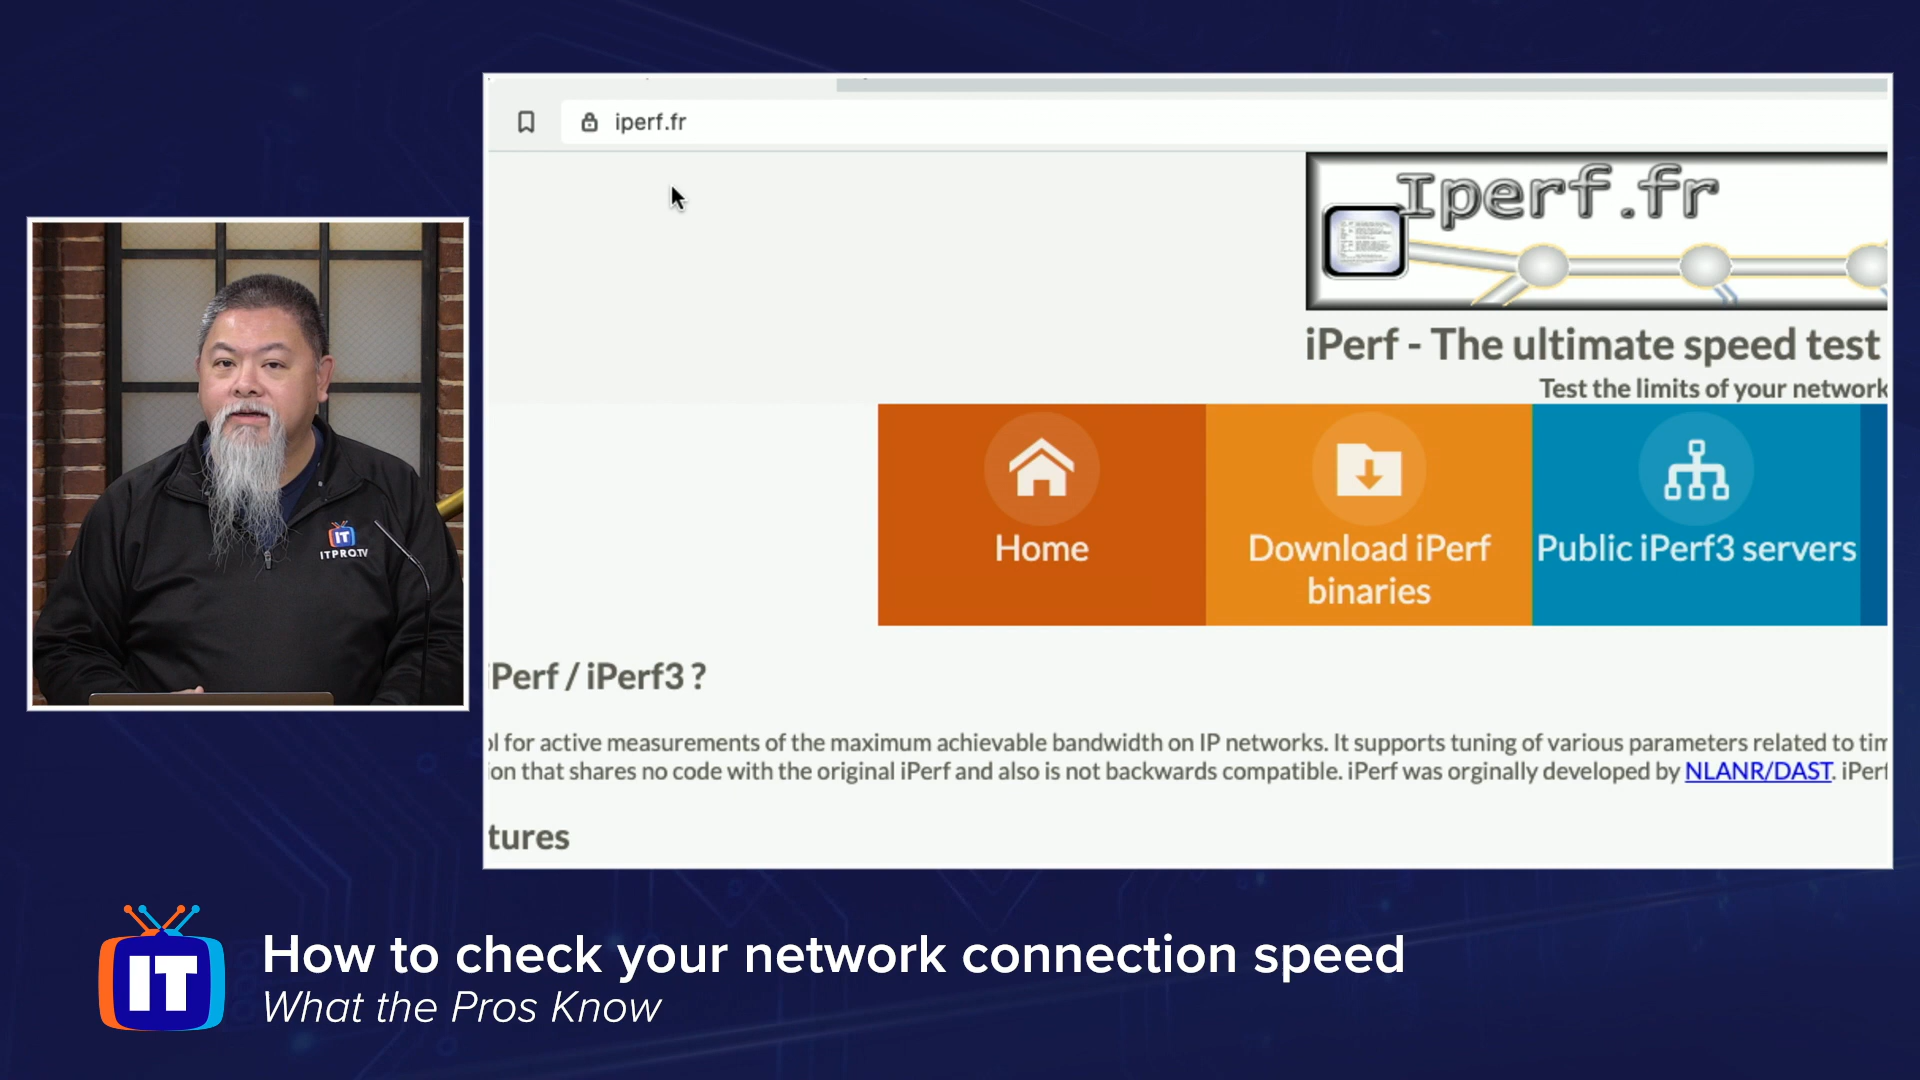 iperf.fr
Iperf.fr
iPerf - The ultimate speed test
Test the limits of your network
Home
Download iPerf
binaries
Public iPerf3 servers
iPerf / iPerf3 ?
ol for active measurements of the maximum achievable bandwidth on IP networks. It supports tuning of various parameters related to tim
ion that shares no code with the original iPerf and also is not backwards compatible. iPerf was orginally developed by NLANR/DAST. iPerf
tures
IT
ITPRO.TV
IT
How to check your network connection speed
What the Pros Know